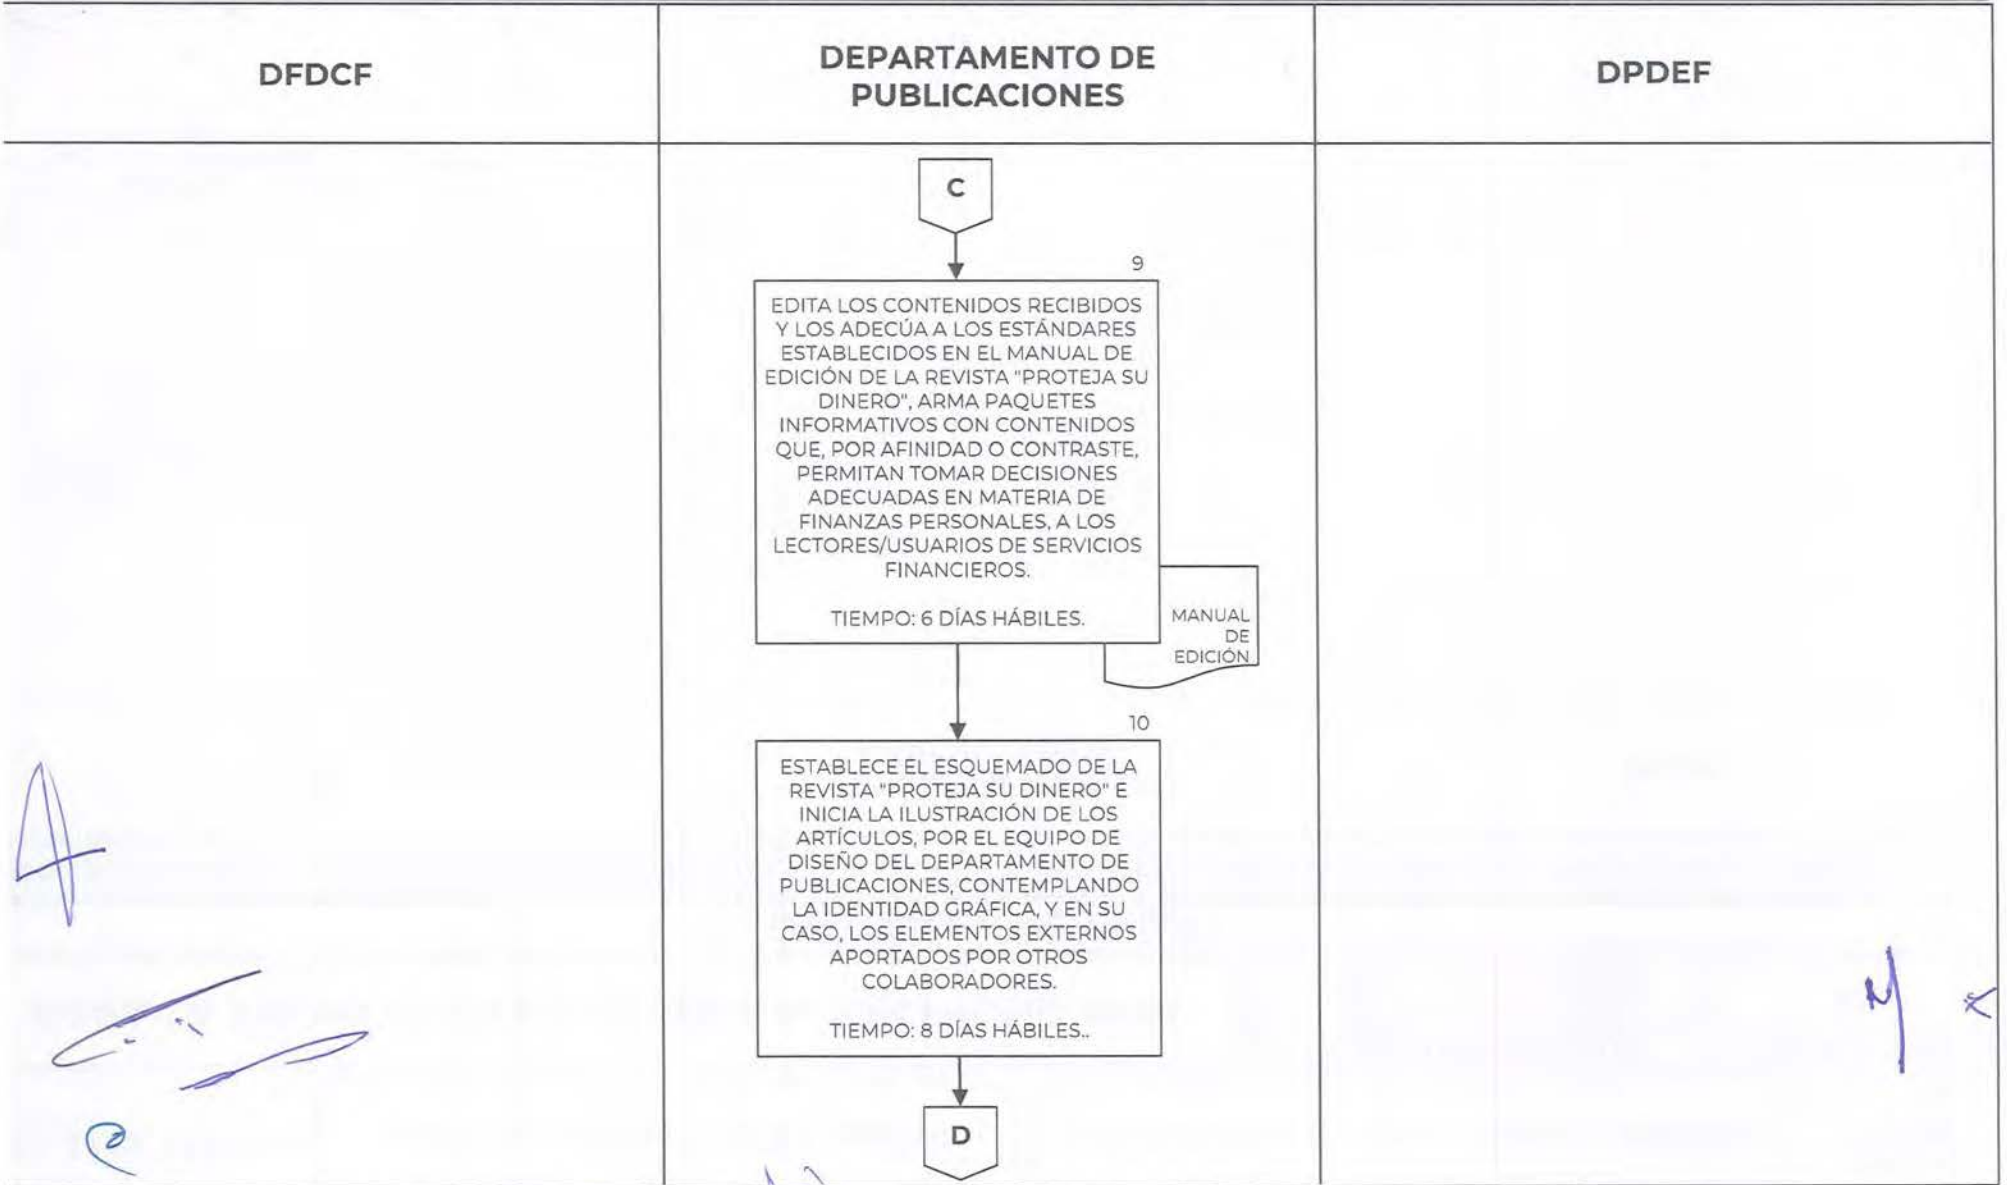 DFDCF
DEPARTAMENTO DE
PUBLICACIONES
DPDEF
C
9
EDITA LOS CONTENIDOS RECIBIDOS
Y LOS ADECÚA A LOS ESTÁNDARES
ESTABLECIDOS EN EL MANUAL DE
EDICIÓN DE LA REVISTA "PROTEJA SU
DINERO", ARMA PAQUETES
INFORMATIVOS CON CONTENIDOS
QUE, POR AFINIDAD O CONTRASTE,
PERMITAN TOMAR DECISIONES
ADECUADAS EN MATERIA DE
FINANZAS PERSONALES, A LOS
LECTORES/USUARIOS DE SERVICIOS
FINANCIEROS.
TIEMPO: 6 DÍAS HÁBILES.
MANUAL
DE
EDICIÓN
10
ESTABLECE EL ESQUEMADO DE LA
REVISTA "PROTEJA SU DINERO" E
INICIA LA ILUSTRACIÓN DE LOS
ARTÍCULOS, POR EL EQUIPO DE
DISEÑO DEL DEPARTAMENTO DE
PUBLICACIONES, CONTEMPLANDO
LA IDENTIDAD GRÁFICA, Y EN SU
CASO, LOS ELEMENTOS EXTERNOS
APORTADOS POR OTROS
COLABORADORES.
TIEMPO: 8 DÍAS HÁBILES..
D